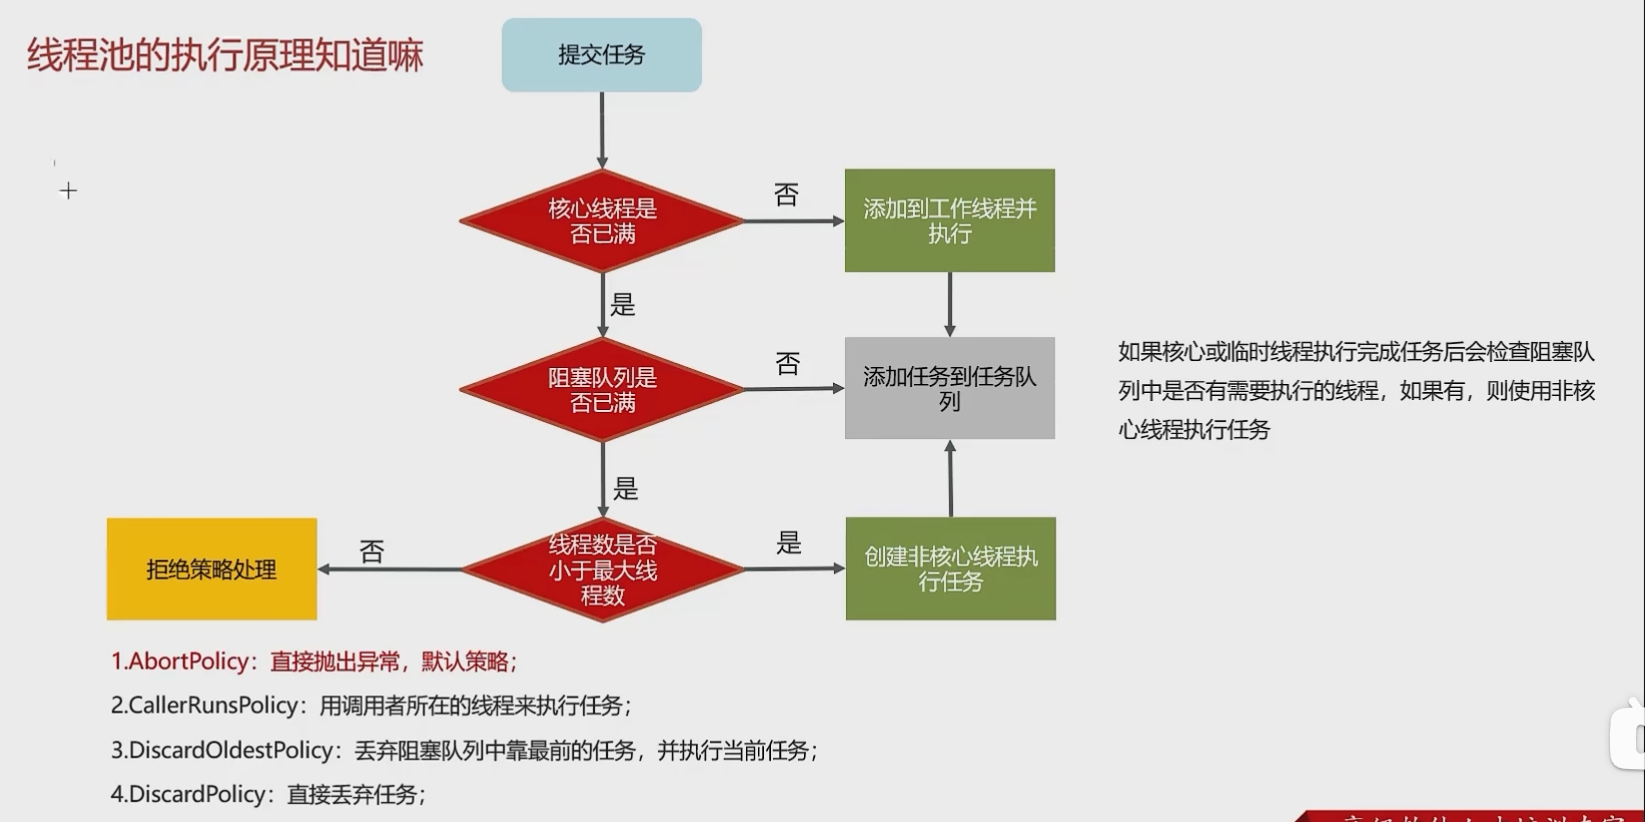 线程池的执行原理知道嘛
提交任务
核心线程是
否已满
否
添加到工作线程并
执行
是
阻塞队列是
否已满
否
添加任务到任务队
列
如果核心或临时线程执行完成任务后会检查阻塞队
列中是否有需要执行的线程，如果有，则使用非核
心线程执行任务
是
线程数是否
小于最大线
程数
否
拒绝策略处理
是
创建非核心线程执
行任务
1.AbortPolicy：直接抛出异常，默认策略；
2.CallerRunsPolicy：用调用者所在的线程来执行任务；
3.DiscardOldestPolicy：丢弃阻塞队列中靠最前的任务，并执行当前任务；
4.DiscardPolicy：直接丢弃任务；